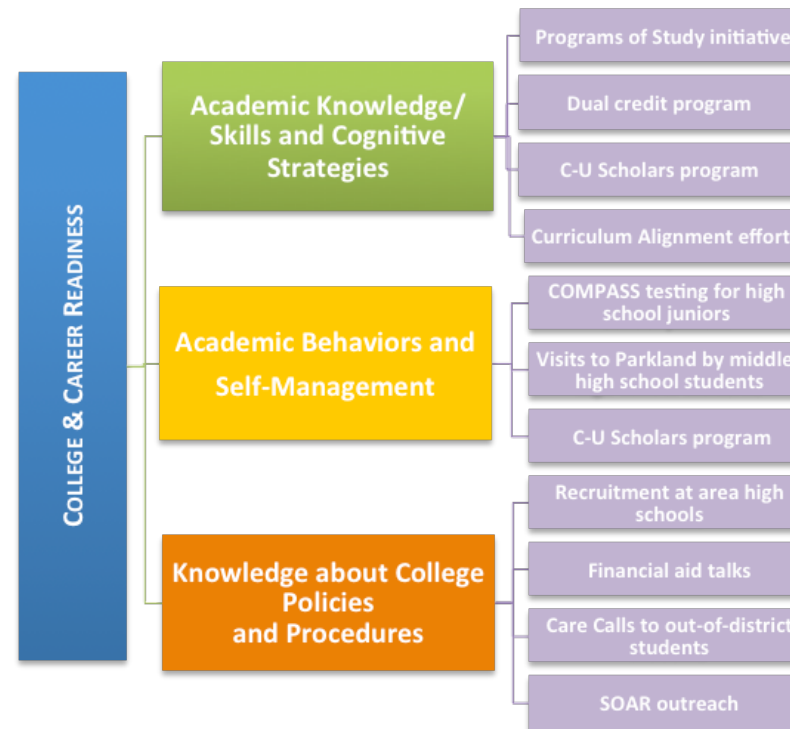 COLLEGE & CAREER READINESS
Academic Knowledge/
Skills and Cognitive
Strategies
Programs of Study initiative
Dual credit program
C-U Scholars program
Curriculum Alignment effort
Academic Behaviors and
Self-Management
COMPASS testing for high
school juniors
Visits to Parkland by middle
high school students
C-U Scholars program
Knowledge about College
Policies
and Procedures
Recruitment at area high
schools
Financial aid talks
Care Calls to out-of-district
students
SOAR outreach